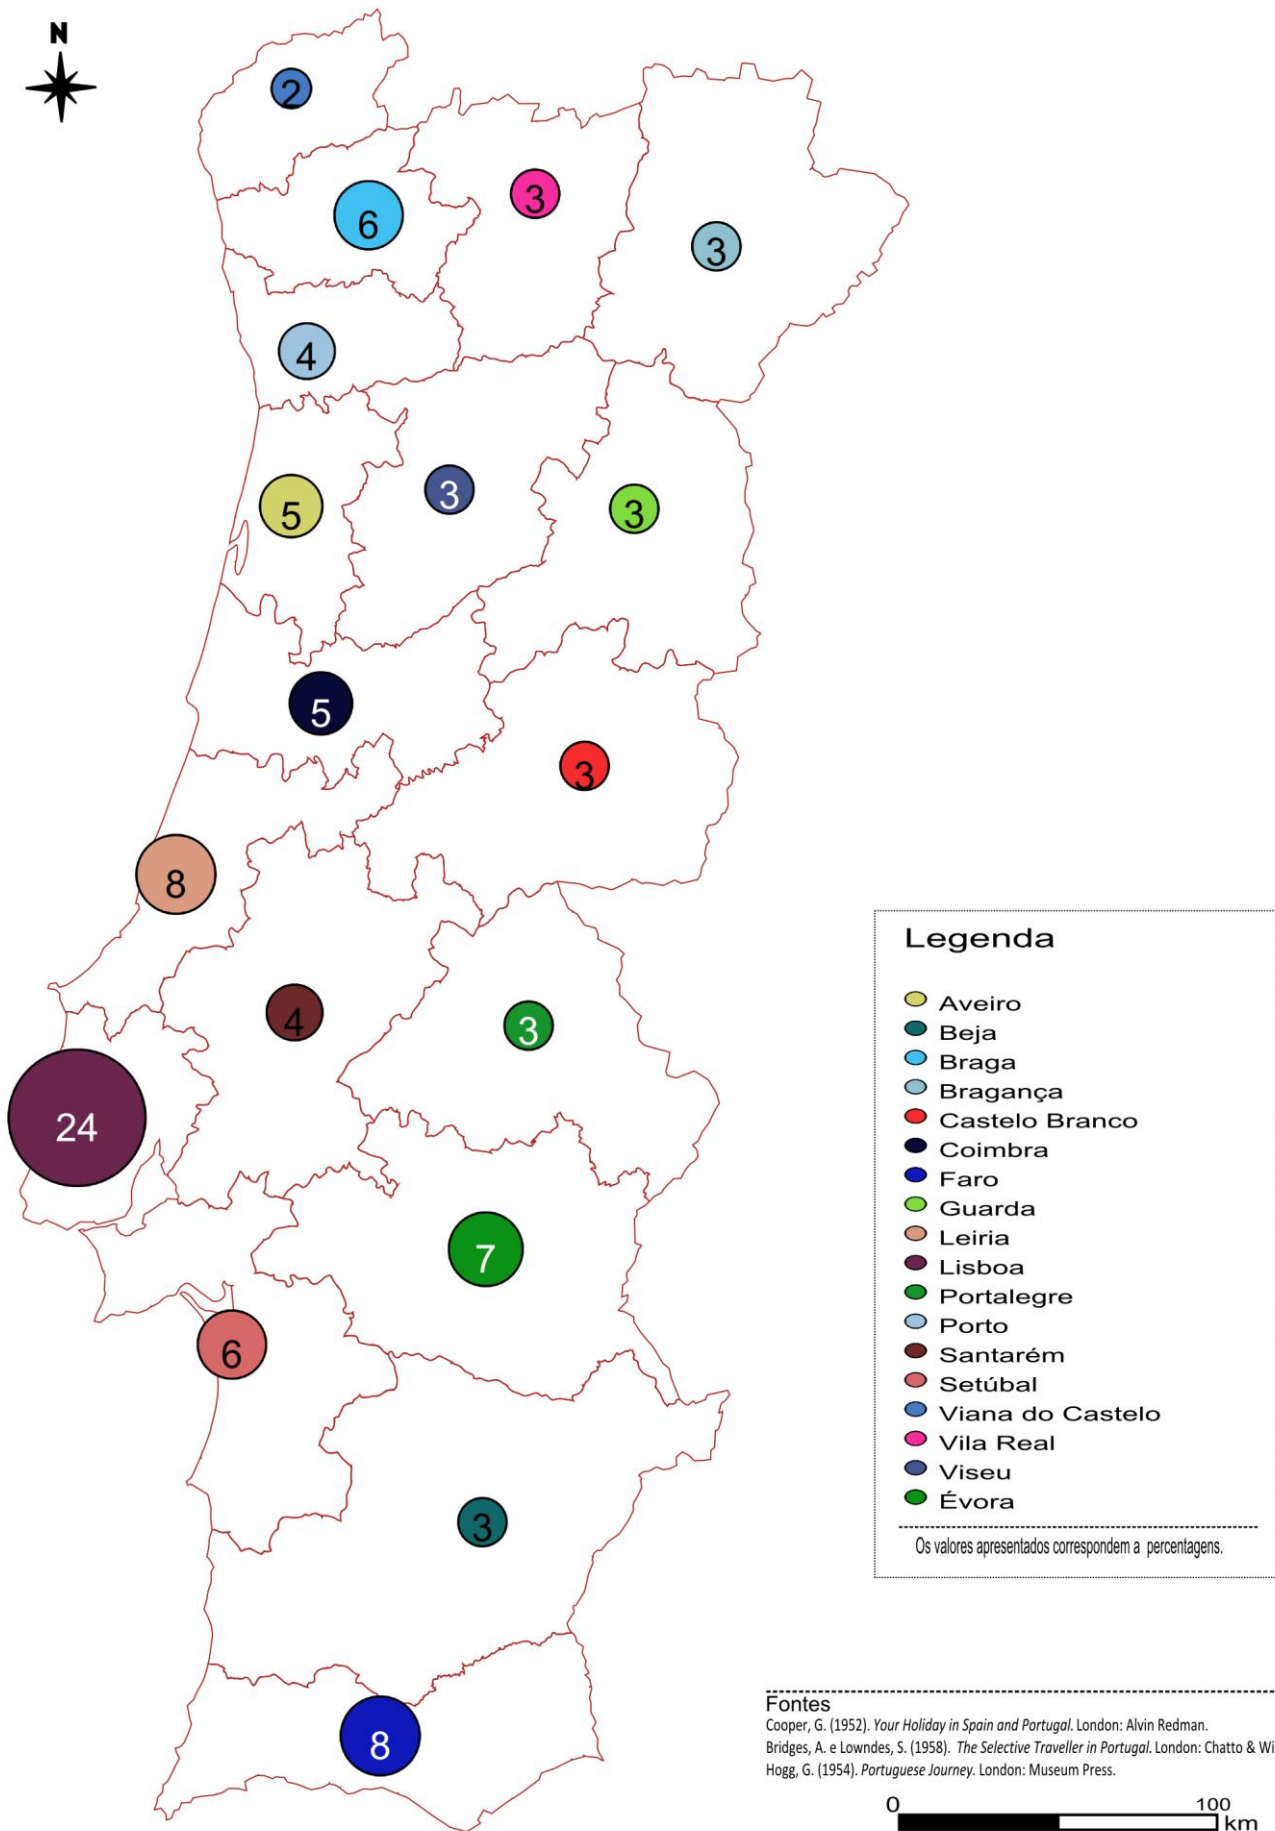 N
2
3
6
3
4
3
5
3
5
3
8
4
3
24
7
6
3
8
Legenda
Aveiro
Beja
Braga
Bragança
Castelo Branco
Coimbra
Faro
Guarda
Leiria
Lisboa
Portalegre
Porto
Santarém
Setúbal
Viana do Castelo
Vila Real
Viseu
Évora
Os valores apresentados correspondem a percentagens.
Fontes
Cooper, G. (1952). Your Holiday in Spain and Portugal. London: Alvin Redman.
Bridges, A. e Lowndes, S. (1958). The Selective Traveller in Portugal. London: Chatto & Wi
Hogg, G. (1954). Portuguese Journey. London: Museum Press.
0 100
km